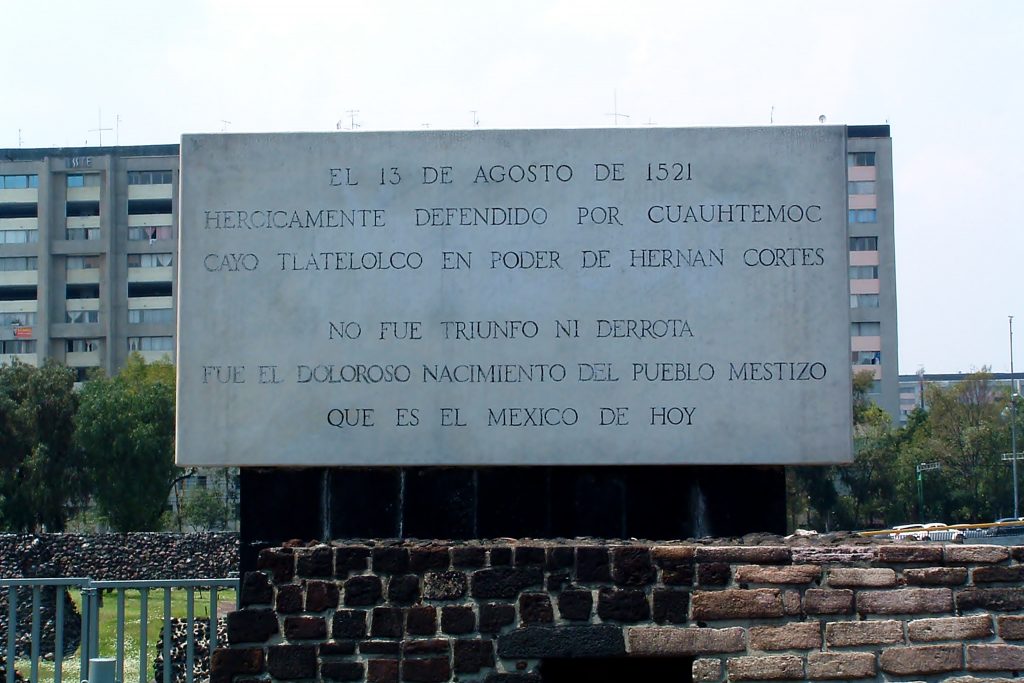 EL 13 DE AGOSTO DE 1521
HEROICAMENTE DEFENDIDO POR CUAUHTEMOC
CAYO TLATELOLCO EN PODER DE HERNAN CORTES
NO FUE TRIUNFO NI DERROTA
FUE EL DOLOROSO NACIMIENTO DEL PUEBLO MESTIZO
QUE ES EL MEXICO DE HOY